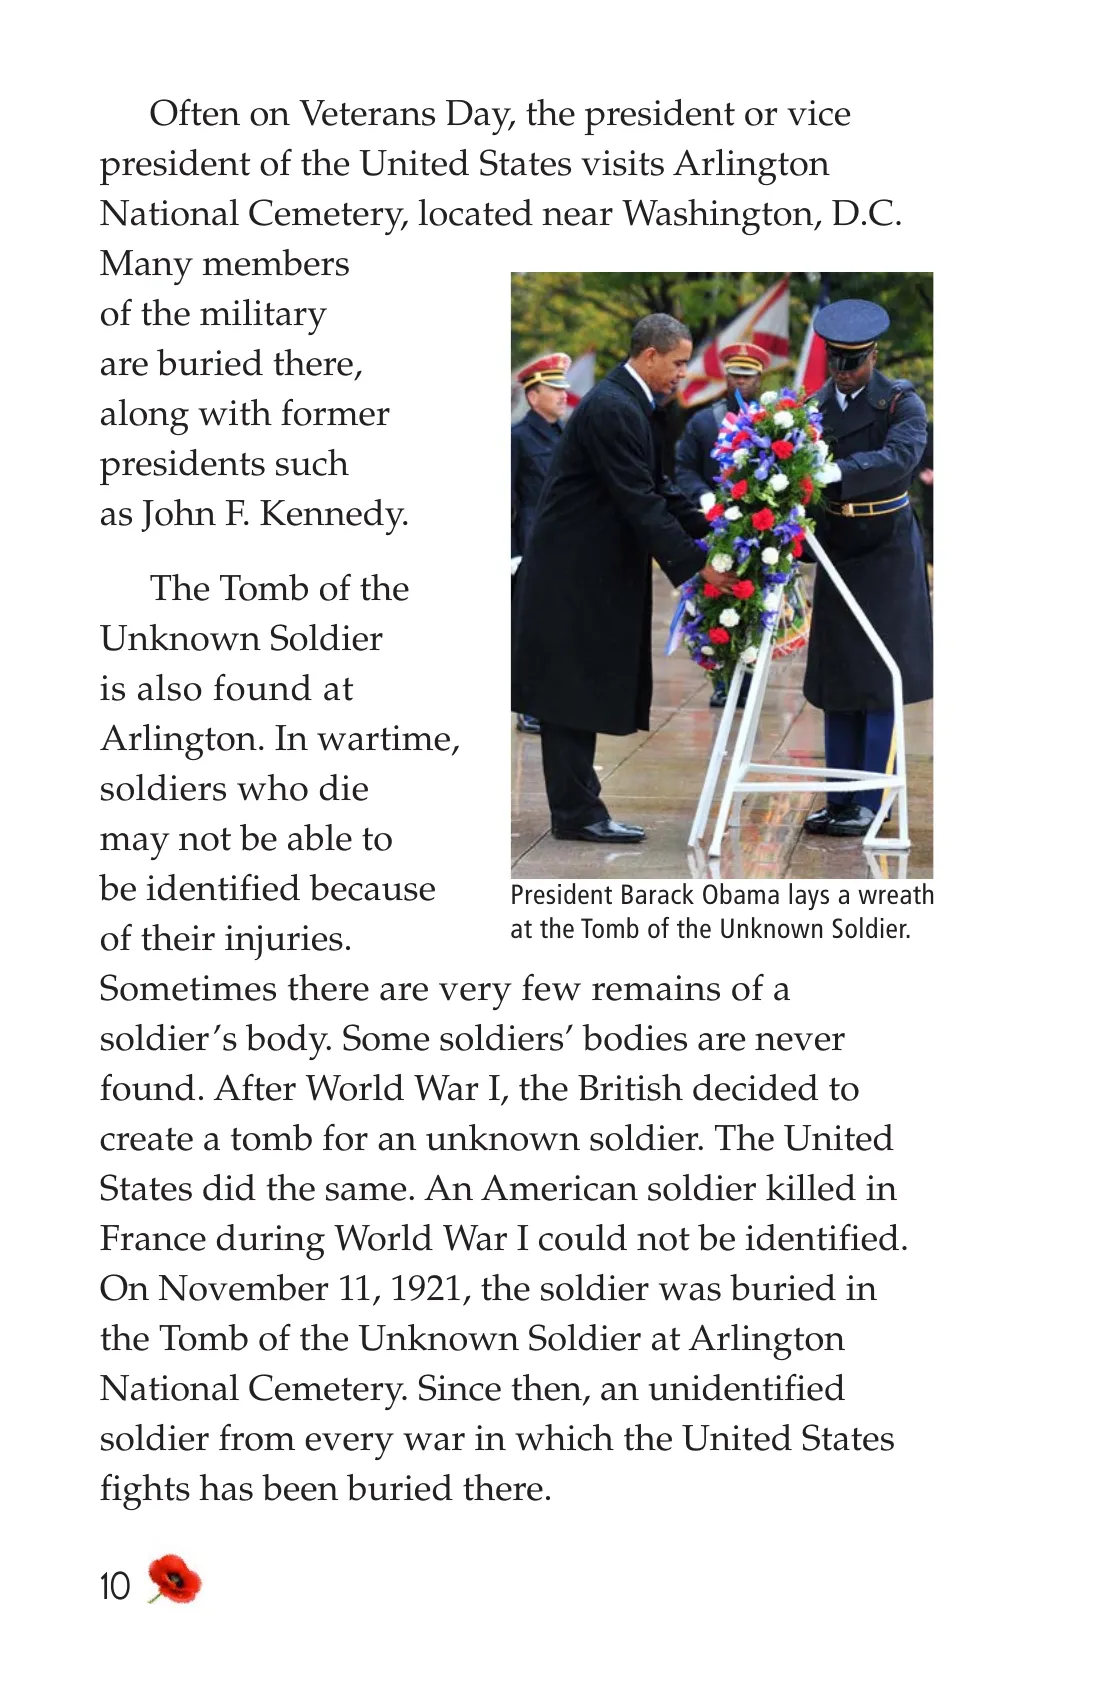 Often on Veterans Day, the president or vice
president of the United States visits Arlington
National Cemetery, located near Washington, D.C.
Many members
of the military
are buried there,
along with former
presidents such
as John F. Kennedy.
The Tomb of the
Unknown Soldier
is also found at
Arlington. In wartime,
soldiers who die
may not be able to
be identified because
of their injuries.
President Barack Obama lays a wreath
at the Tomb of the Unknown Soldier.
Sometimes there are very few remains of a
soldier’s body. Some soldiers’ bodies are never
found. After World War I, the British decided to
create a tomb for an unknown soldier. The United
States did the same. An American soldier killed in
France during World War I could not be identified.
On November 11, 1921, the soldier was buried in
the Tomb of the Unknown Soldier at Arlington
National Cemetery. Since then, an unidentified
soldier from every war in which the United States
fights has been buried there.
10